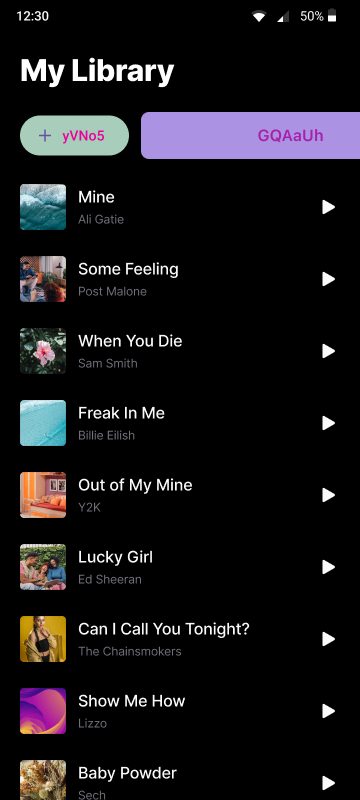 12:30
50%
My Library
yVNo5
GQAaUh
Mine
Ali Gatie
Some Feeling
Post Malone
When You Die
Sam Smith
Freak In Me
Billie Eilish
Out of My Mine
Y2K
Lucky Girl
Ed Sheeran
Can I Call You Tonight?
The Chainsmokers
Show Me How
Lizzo
Baby Powder
Sech